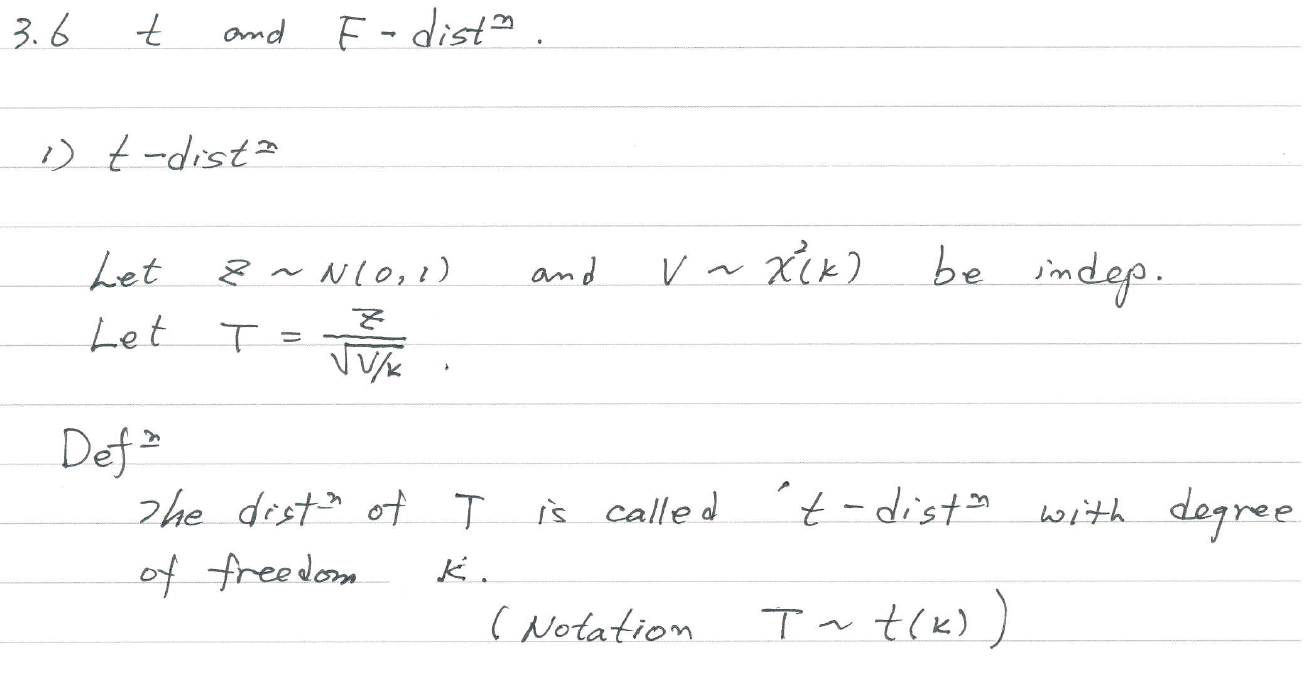 3.6 t and F-distⁿ.
1) t-distⁿ
Let Z ~ N(0,1) and V ~ χ²(k) be indep.
Let T = Z/√(V/k).
Defⁿ
The distⁿ of T is called 't-distⁿ with degree
of freedom k.
(Notation T ~ t(k))